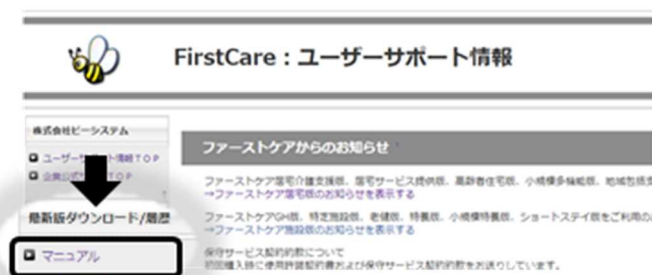 FirstCare：ユーザーサポート情報
株式会社ビーシステム
ユーザーサポート情報TOP
企業公式サイトTOP
最新版ダウンロード/履歴
マニュアル
ファーストケアからのお知らせ
ファーストケア居宅介護支援版、居宅サービス提供版、高齢者住宅版、小規模多機能版、地域包括支
→ファーストケア居宅版のお知らせを表示する
ファーストケアGH版、特定施設版、老健版、特養版、小規模特養版、ショートステイ版をご利用のお
→ファーストケア施設版のお知らせを表示する
保守サービス契約約款について
初回購入時に使用許諾契約書および保守サービス契約約款をお送りしています。